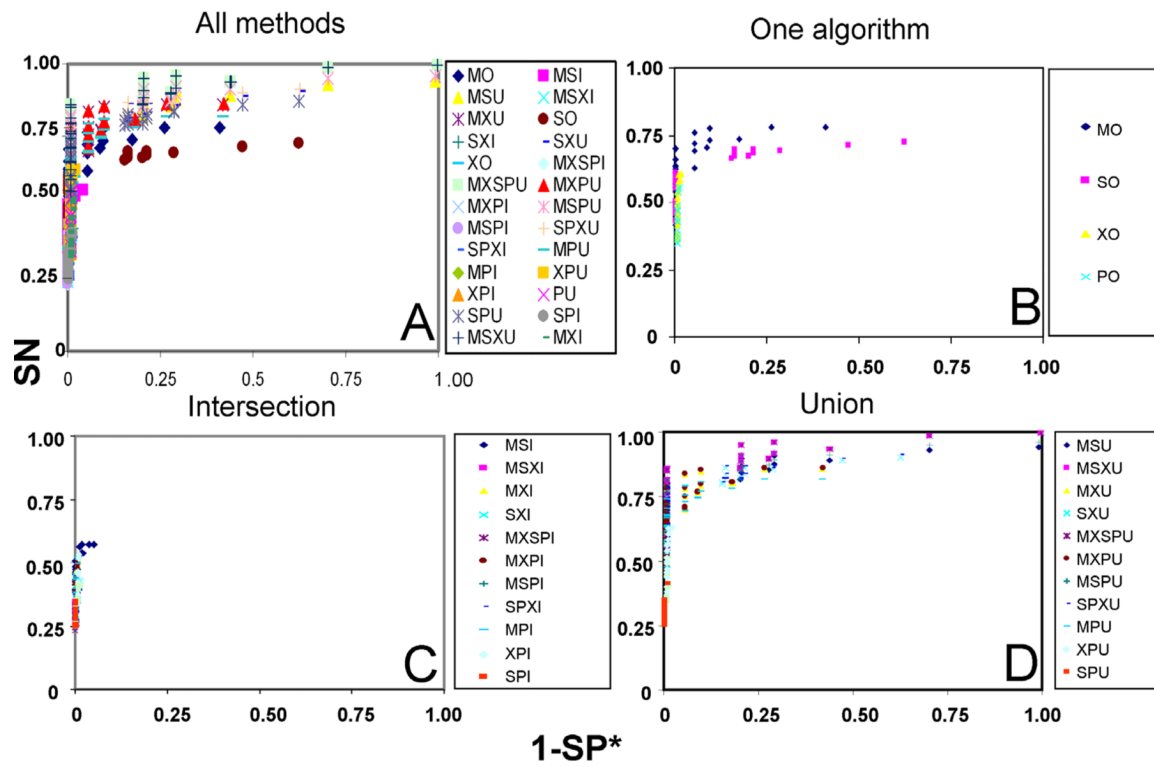 All methods
One algorithm
SN
1.00
0.75
0.50
0.25
0
0 0.25 0.50 0.75 1.00
A
MO MSI
MSU MSXI
MXU SO
SXI SXU
XO MXSPI
MXSPU MXPU
MXPI MSPU
MSPI SPXU
SPXI MPU
MPI XPU
XPI PU
SPU SPI
MSXU MXI
1.00
0.75
0.50
0.25
0
0 0.25 0.50 0.75 1.00
B
MO
SO
XO
PO
Intersection
Union
1.00
0.75
0.50
0.25
0
0 0.25 0.50 0.75 1.00
C
MSI
MSXI
MXI
SXI
MXSPI
MXPI
MSPI
SPXI
MPI
XPI
SPI
1.00
0.75
0.50
0.25
0
0 0.25 0.50 0.75 1.00
D
MSU
MSXU
MXU
SXU
MXSPU
MXPU
MSPU
SPXU
MPU
XPU
SPU
1-SP*